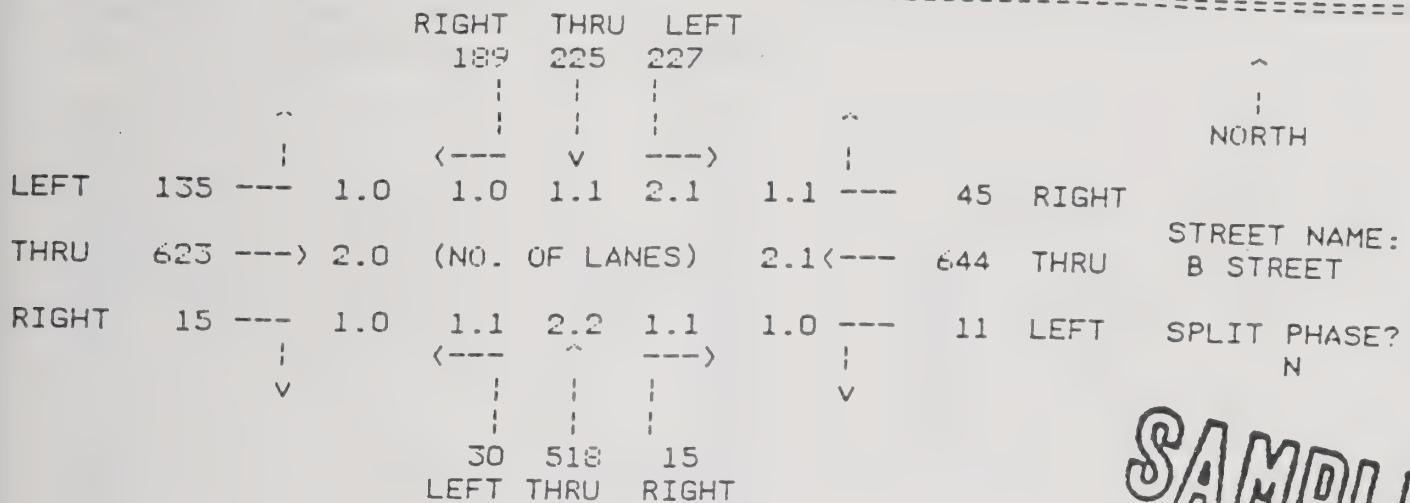 ==============================
RIGHT THRU LEFT
189 225 227
NORTH
<--- v --->
LEFT 135 --- 1.0 1.0 1.1 2.1 1.1 --- 45 RIGHT
THRU 623 ---> 2.0 (NO. OF LANES) 2.1<--- 644 THRU STREET NAME:
B STREET
RIGHT 15 --- 1.0 1.1 2.2 1.1 1.0 --- 11 LEFT SPLIT PHASE?
<--- ^ ---> N
30 518 15
LEFT THRU RIGHT